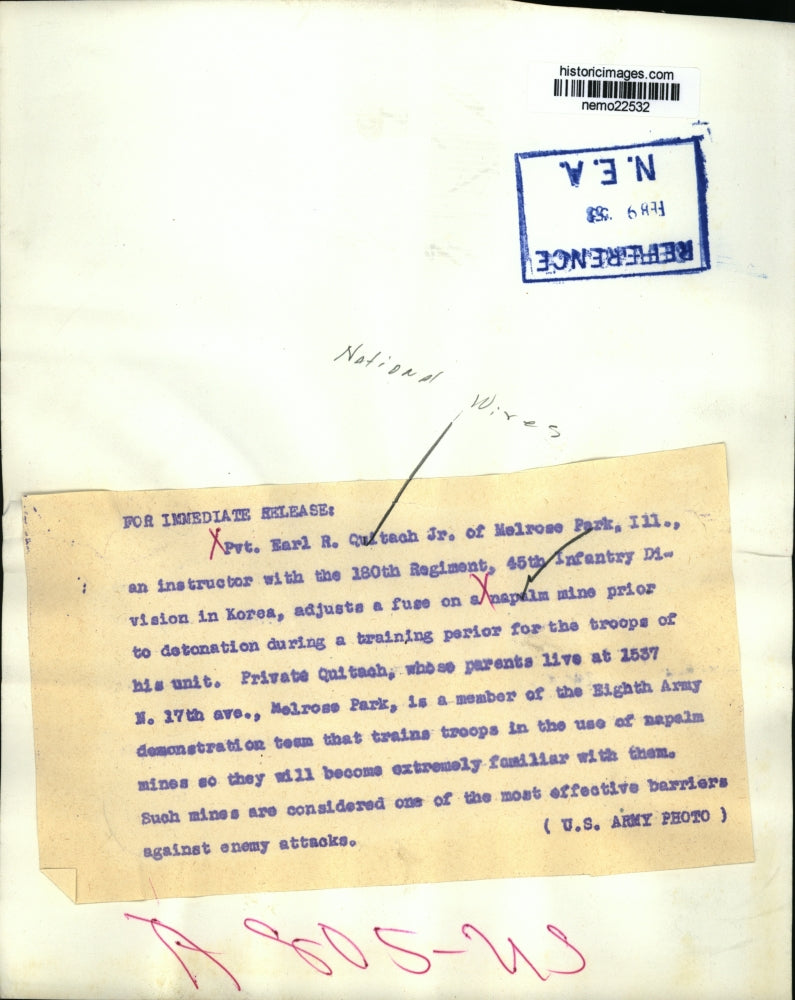 historicimages.com
nemo22532
N.E.A.
FEB 9
REFERENCE
National
Wires
FOR IMMEDIATE RELEASE:
XPvt. Earl R. Quitach Jr. of Melrose Park, Ill.,
an instructor with the 180th Regiment, 45th Infantry Di-
vision in Korea, adjusts a fuse on a napalm mine prior
to detonation during a training perior for the troops of
his unit. Private Quitach, whose parents live at 1537
N. 17th ave., Melrose Park, is a member of the Eighth Army
demonstration team that trains troops in the use of napalm
mines so they will become extremely familiar with them.
Such mines are considered one of the most effective barriers
against enemy attacks.
( U.S. ARMY PHOTO )